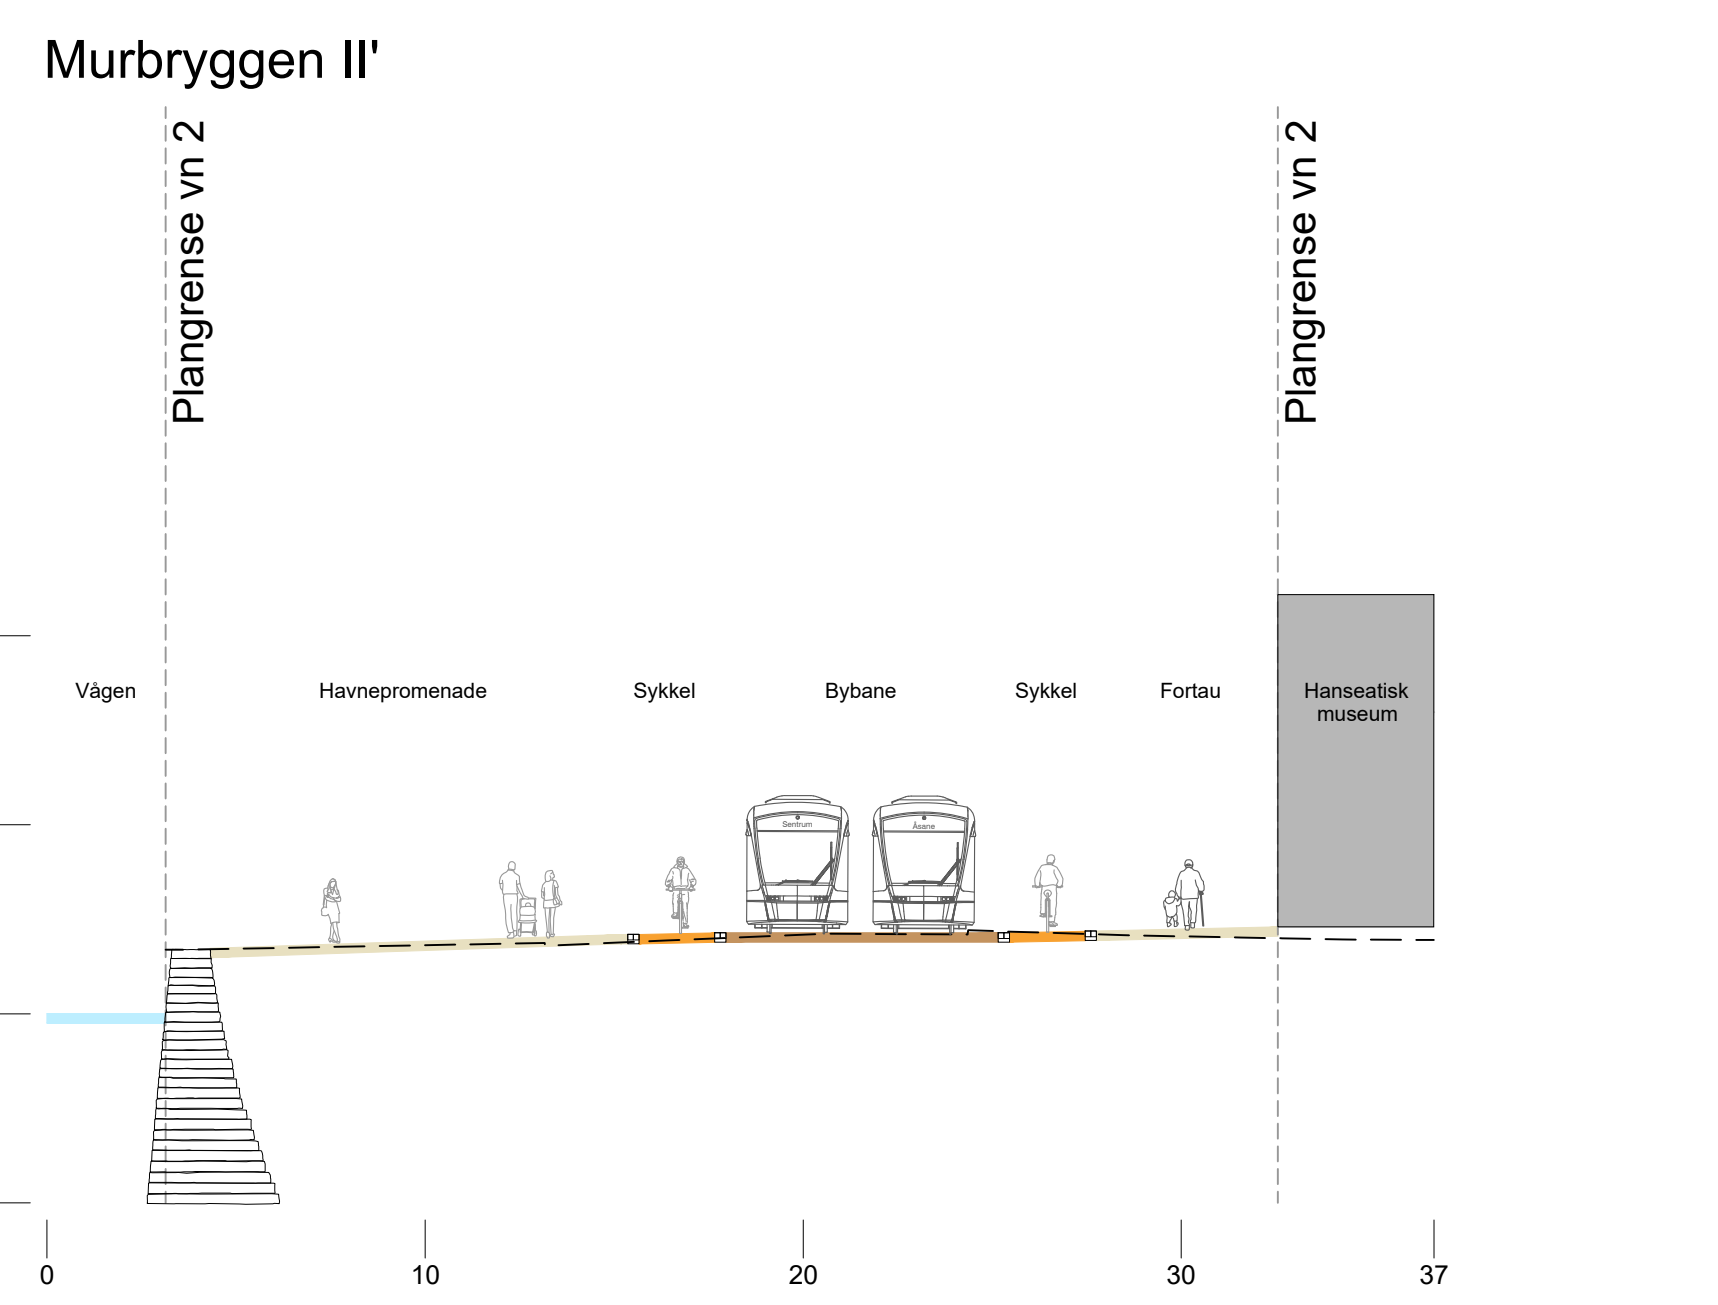 Murbryggen II'
Plangrense vn 2
Plangrense vn 2
Vågen
Havnepromenade
Sykkel
Bybane
Sykkel
Fortau
Hanseatisk
museum
Sentrum
Åsane
0
10
20
30
37